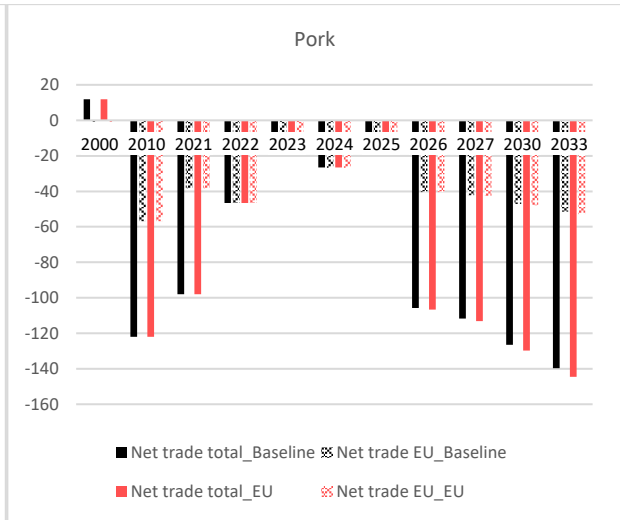 Pork
20
0
2000 2010 2021 2022 2023 2024 2025 2026 2027 2030 2033
-20
-40
-60
-80
-100
-120
-140
-160
Net trade total_Baseline Net trade EU_Baseline
Net trade total_EU Net trade EU_EU